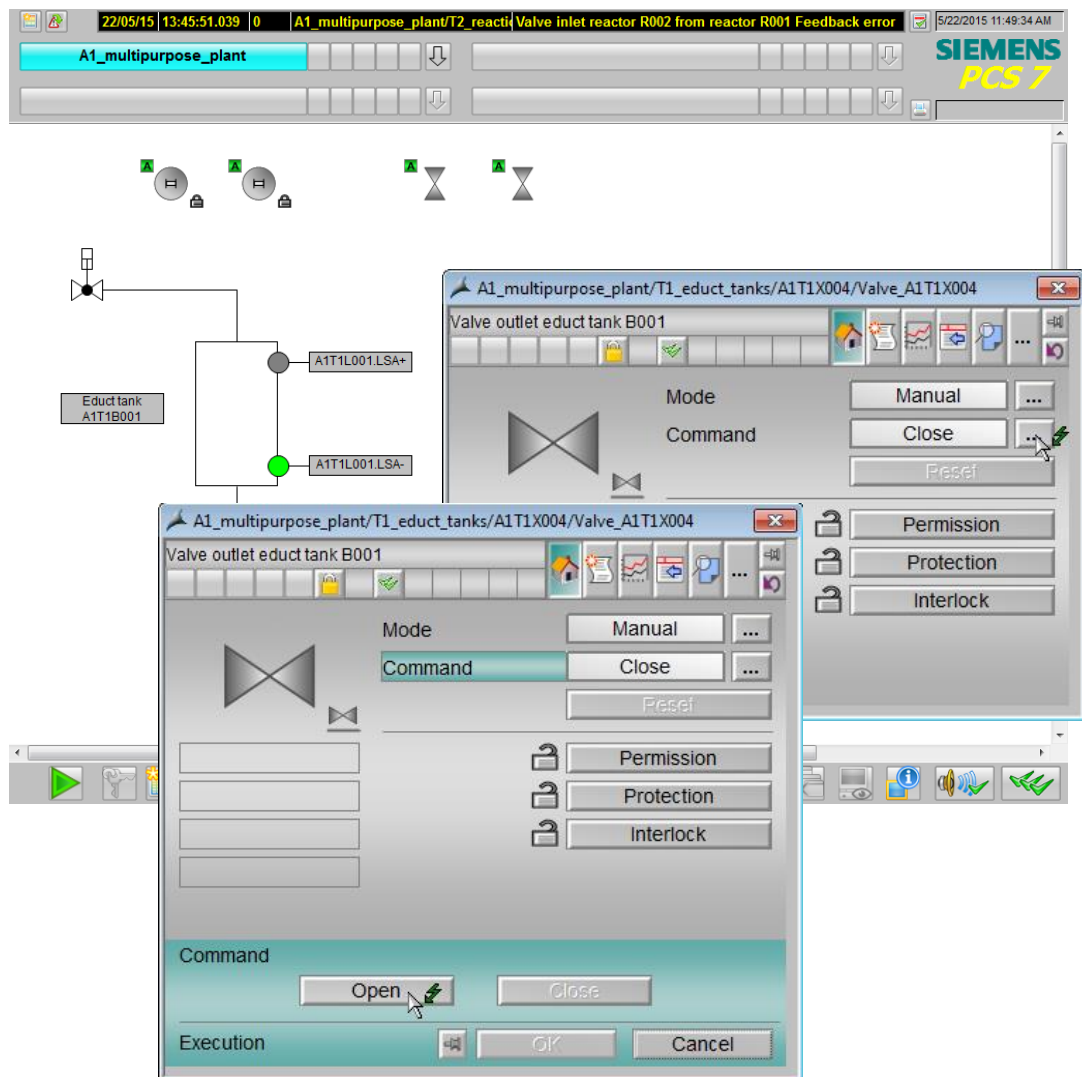 22/05/15 13:45:51.039 0 A1_multipurpose_plant/T2_reacti Valve inlet reactor R002 from reactor R001 Feedback error 5/22/2015 11:49:34 AM
A1_multipurpose_plant
SIEMENS
PCS 7
A A A A
A1T1L001.LSA+
Educt tank
A1T1B001
A1T1L001.LSA-
A1_multipurpose_plant/T1_educt_tanks/A1T1X004/Valve_A1T1X004
Valve outlet educt tank B001
...
Mode Manual ...
Command Close ...
Reset
Permission
Protection
Interlock
A1_multipurpose_plant/T1_educt_tanks/A1T1X004/Valve_A1T1X004
Valve outlet educt tank B001
...
Mode Manual ...
Command Close ...
Reset
Permission
Protection
Interlock
Command
Open Close
Execution OK Cancel